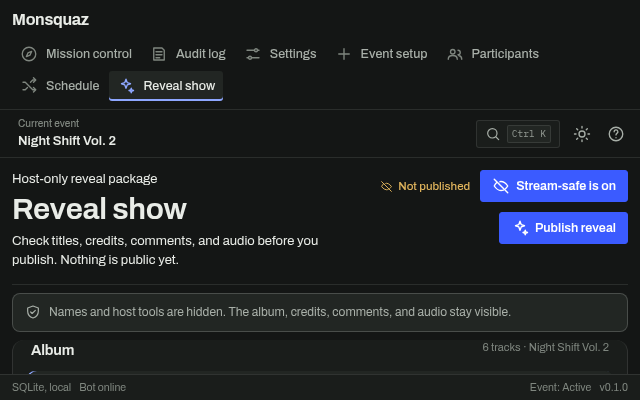 Monsquaz
Mission control
Audit log
Settings
Event setup
Participants
Schedule
Reveal show
Current event
Night Shift Vol. 2
Ctrl K
Host-only reveal package
Not published
Stream-safe is on
Reveal show
Publish reveal
Check titles, credits, comments, and audio before you
publish. Nothing is public yet.
Names and host tools are hidden. The album, credits, comments, and audio stay visible.
Album
6 tracks · Night Shift Vol. 2
SQLite, local
Bot online
Event: Active
v0.1.0